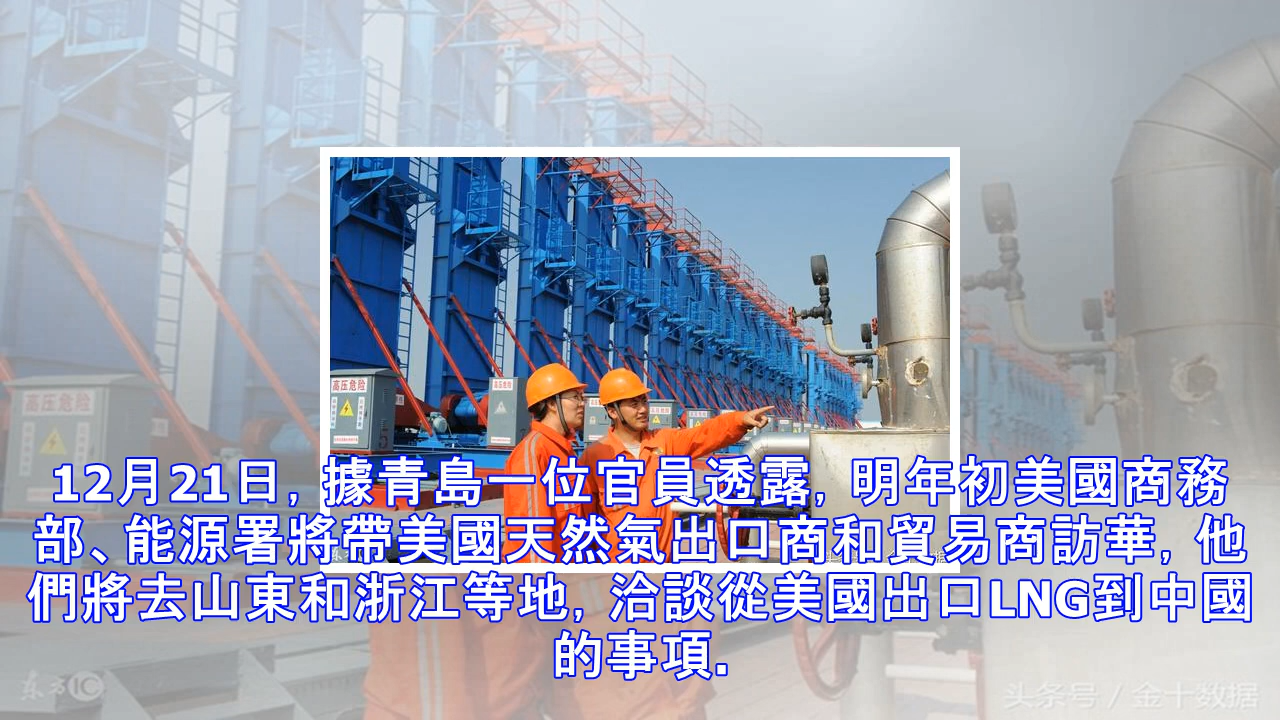 高压危险
高压危险
12月21日, 據青島一位官員透露, 明年初美國商務
部、能源署將帶美國天然氣出口商和貿易商訪華, 他
們將去山東和浙江等地, 洽談從美國出口LNG到中國
的事項.
东方IC
头条号 / 金十数据